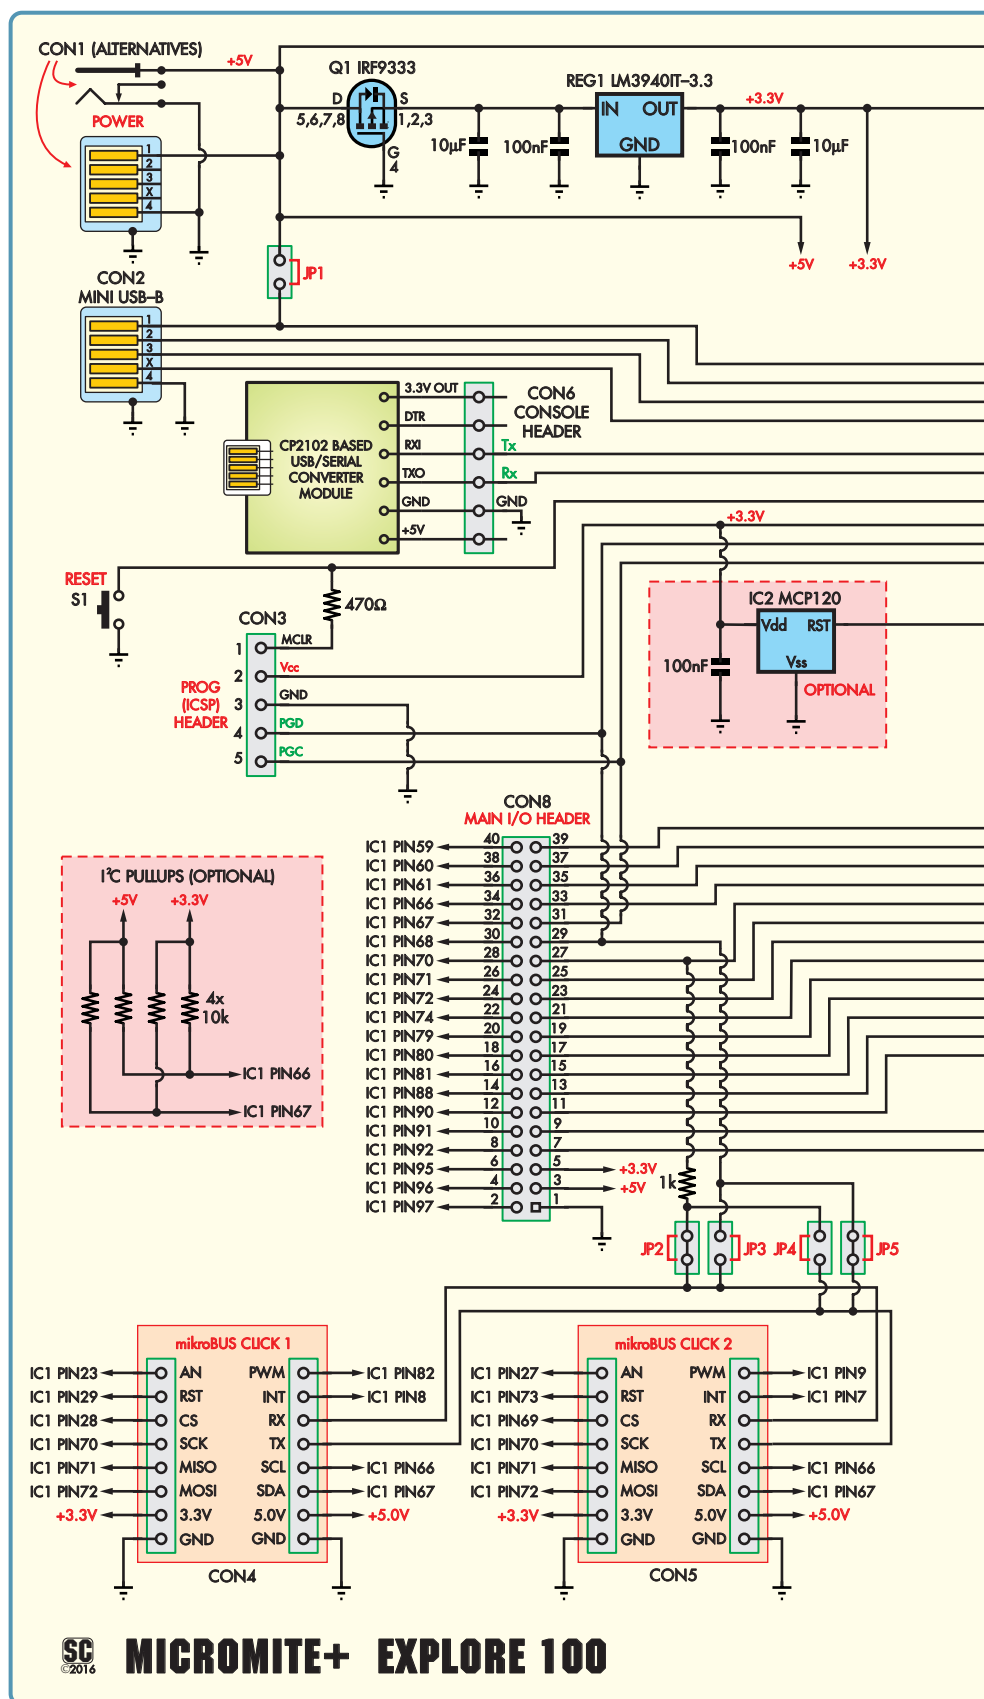 CON1 (ALTERNATIVES)
+5V
POWER
1
2
3
X
4
Q1 IRF9333
D
S
5,6,7,8
1,2,3
G
4
10µF
100nF
REG1 LM3940IT–3.3
IN OUT
GND
+3.3V
100nF
10µF
+5V
+3.3V
JP1
CON2
MINI USB–B
1
2
3
X
4
CP2102 BASED
USB/SERIAL
CONVERTER
MODULE
3.3V OUT
DTR
RXI
TXO
GND
+5V
CON6
CONSOLE
HEADER
Tx
Rx
GND
+3.3V
RESET
S1
470Ω
CON3
1 MCLR
2 Vcc
3 GND
4 PGD
5 PGC
PROG
(ICSP)
HEADER
IC2 MCP120
Vdd RST
Vss
100nF
OPTIONAL
CON8
MAIN I/O HEADER
IC1 PIN59 40 39
IC1 PIN60 38 37
IC1 PIN61 36 35
IC1 PIN66 34 33
IC1 PIN67 32 31
IC1 PIN68 30 29
IC1 PIN70 28 27
IC1 PIN71 26 25
IC1 PIN72 24 23
IC1 PIN74 22 21
IC1 PIN79 20 19
IC1 PIN80 18 17
IC1 PIN81 16 15
IC1 PIN88 14 13
IC1 PIN90 12 11
IC1 PIN91 10 9
IC1 PIN92 8 7
IC1 PIN95 6 5 +3.3V
IC1 PIN96 4 3 +5V
IC1 PIN97 2 1
I²C PULLUPS (OPTIONAL)
+5V +3.3V
4x
10k
IC1 PIN66
IC1 PIN67
1k
JP2 JP3 JP4 JP5
mikroBUS CLICK 1
IC1 PIN23 AN PWM IC1 PIN82
IC1 PIN29 RST INT IC1 PIN8
IC1 PIN28 CS RX
IC1 PIN70 SCK TX
IC1 PIN71 MISO SCL IC1 PIN66
IC1 PIN72 MOSI SDA IC1 PIN67
+3.3V 3.3V 5.0V +5.0V
GND GND
CON4
mikroBUS CLICK 2
IC1 PIN27 AN PWM IC1 PIN9
IC1 PIN73 RST INT IC1 PIN7
IC1 PIN69 CS RX
IC1 PIN70 SCK TX
IC1 PIN71 MISO SCL IC1 PIN66
IC1 PIN72 MOSI SDA IC1 PIN67
+3.3V 3.3V 5.0V +5.0V
GND GND
CON5
SC
©2016
MICROMITE+ EXPLORE 100